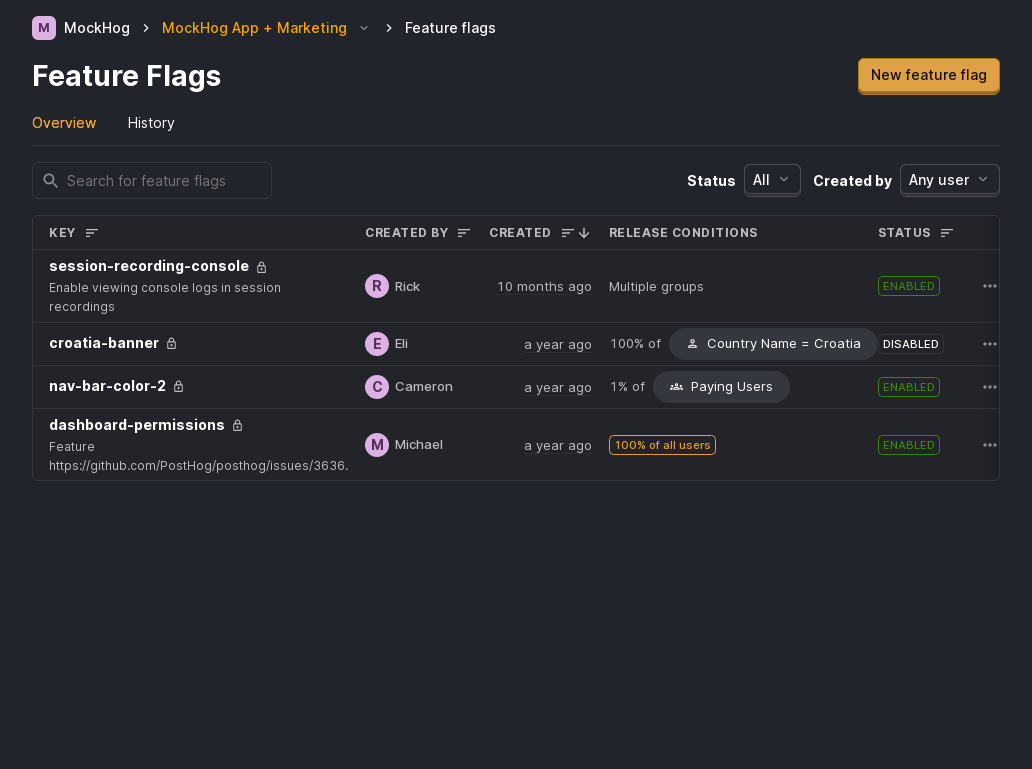 M MockHog MockHog App + Marketing Feature flags
Feature Flags
New feature flag
Overview History
Search for feature flags
Status All Created by Any user
KEY CREATED BY CREATED RELEASE CONDITIONS STATUS
session-recording-console
Enable viewing console logs in session
recordings
R Rick 10 months ago Multiple groups ENABLED
croatia-banner E Eli a year ago 100% of Country Name = Croatia DISABLED
nav-bar-color-2 C Cameron a year ago 1% of Paying Users ENABLED
dashboard-permissions
Feature
https://github.com/PostHog/posthog/issues/3636.
M Michael a year ago 100% of all users ENABLED